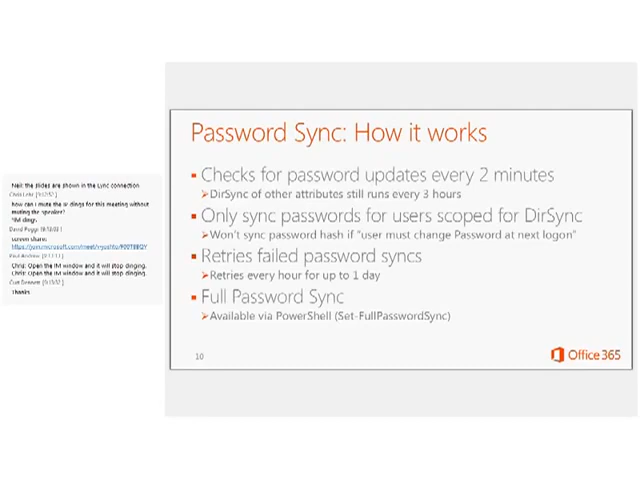 Neil: the slides are shown in the Lync connection
how can I mute the IM dings for this meeting without
muting the speaker?
screen share:
Chris: Open the IM window and it will stop dinging.
Chris: Open the IM window and it will stop dinging.
Thanks
Password Sync: How it works
Checks for password updates every 2 minutes
DirSync of other attributes still runs every 3 hours
Only sync passwords for users scoped for DirSync
Won't sync password hash if "user must change Password at next logon"
Retries failed password syncs
Retries every hour for up to 1 day
Full Password Sync
Available via PowerShell (Set-FullPasswordSync)
10
Office 365